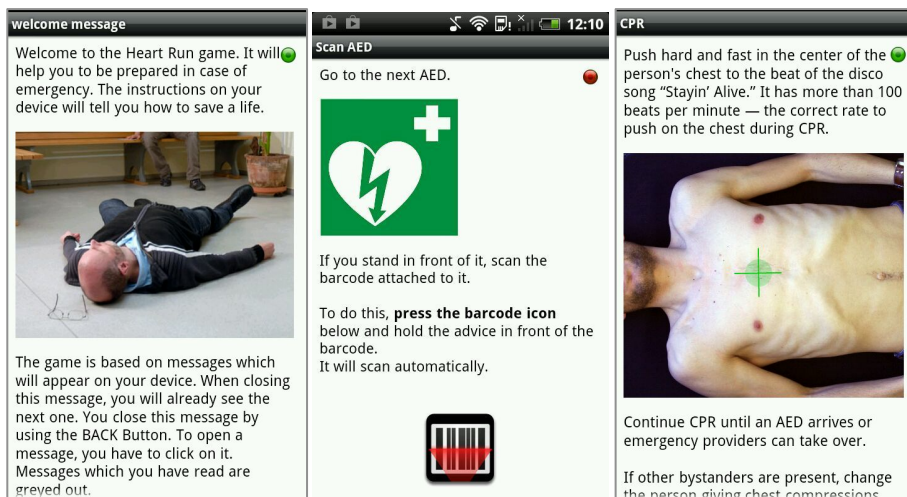 welcome message
Welcome to the Heart Run game. It will
help you to be prepared in case of
emergency. The instructions on your
device will tell you how to save a life.
The game is based on messages which
will appear on your device. When closing
this message, you will already see the
next one. You close this message by
using the BACK Button. To open a
message, you have to click on it.
Messages which you have read are
greyed out.
12:10
Scan AED
Go to the next AED.
If you stand in front of it, scan the
barcode attached to it.
To do this, press the barcode icon
below and hold the advice in front of the
barcode.
It will scan automatically.
CPR
Push hard and fast in the center of the
person's chest to the beat of the disco
song “Stayin’ Alive.” It has more than 100
beats per minute — the correct rate to
push on the chest during CPR.
Continue CPR until an AED arrives or
emergency providers can take over.
If other bystanders are present, change
the person giving chest compressions